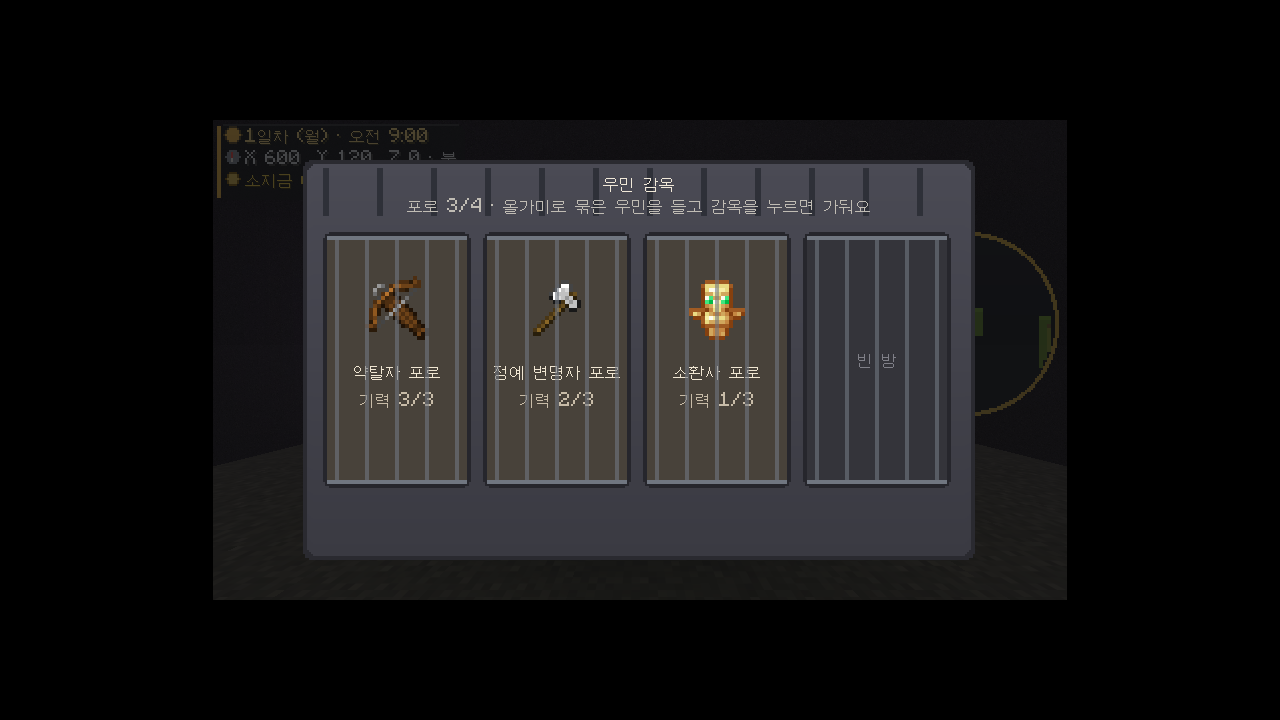 1일차 (월) · 오전 9:00
X 600 Y 120 Z 0 · 북
소지금
우민 감옥
포로 3/4 · 올가미로 묶은 우민을 들고 감옥을 누르면 가둬요
약탈자 포로
기력 3/3
정예 변명자 포로
기력 2/3
소환사 포로
기력 1/3
빈 방